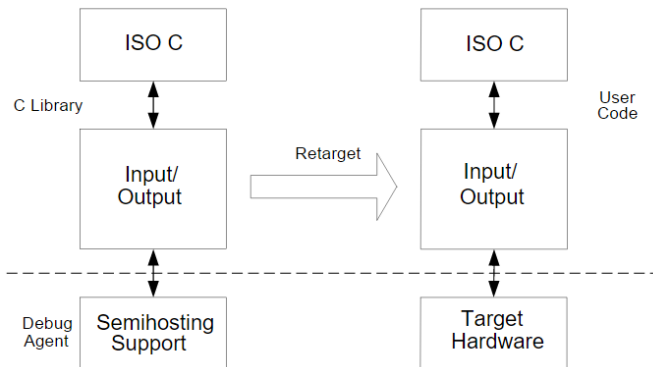 ISO C
ISO C
C Library
User
Code
Retarget
Input/
Output
Input/
Output
Debug
Agent
Semihosting
Support
Target
Hardware